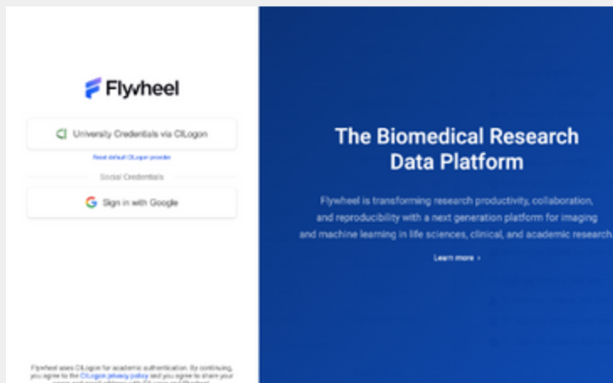 Flywheel
University Credentials via CILogon
Reset default CILogon provider
Social Credentials
Sign in with Google
Flywheel uses CILogon for academic authentication. By continuing,
you agree to the CILogon privacy policy and you agree to share your
The Biomedical Research
Data Platform
Flywheel is transforming research productivity, collaboration,
and reproducibility with a next generation platform for imaging
and machine learning in life sciences, clinical, and academic research.
Learn more ›